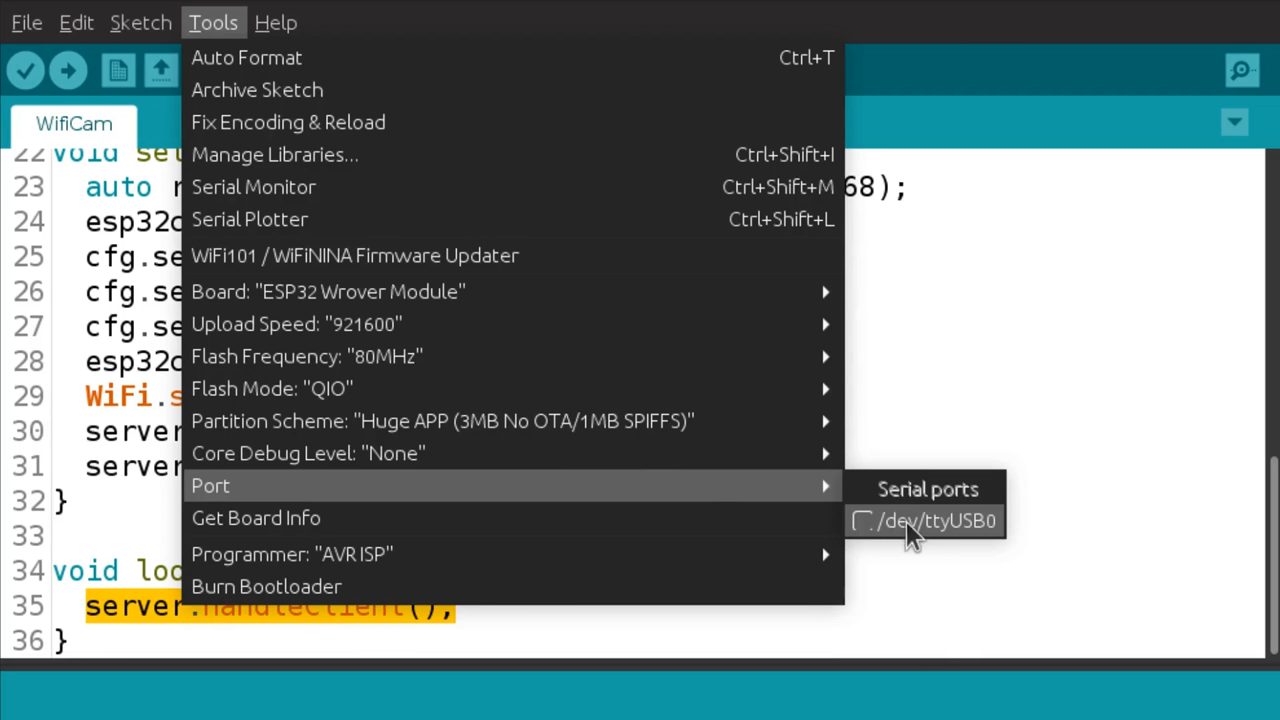 File Edit Sketch Tools Help
Auto Format Ctrl+T
Archive Sketch
WifiCam
Fix Encoding & Reload
22 void se
Manage Libraries... Ctrl+Shift+I
23 auto Serial Monitor Ctrl+Shift+M 68);
24 esp32c Serial Plotter Ctrl+Shift+L
25 cfg.se WiFi101 / WiFiNINA Firmware Updater
26 cfg.se Board: "ESP32 Wrover Module"
27 cfg.se Upload Speed: "921600"
28 esp32c Flash Frequency: "80MHz"
29 WiFi.s Flash Mode: "QIO"
30 server Partition Scheme: "Huge APP (3MB No OTA/1MB SPIFFS)"
31 server Core Debug Level: "None"
32 } Port Serial ports
33 Get Board Info /dev/ttyUSB0
34 void loo Programmer: "AVR ISP"
Burn Bootloader
35 server.handleClient();
36 }